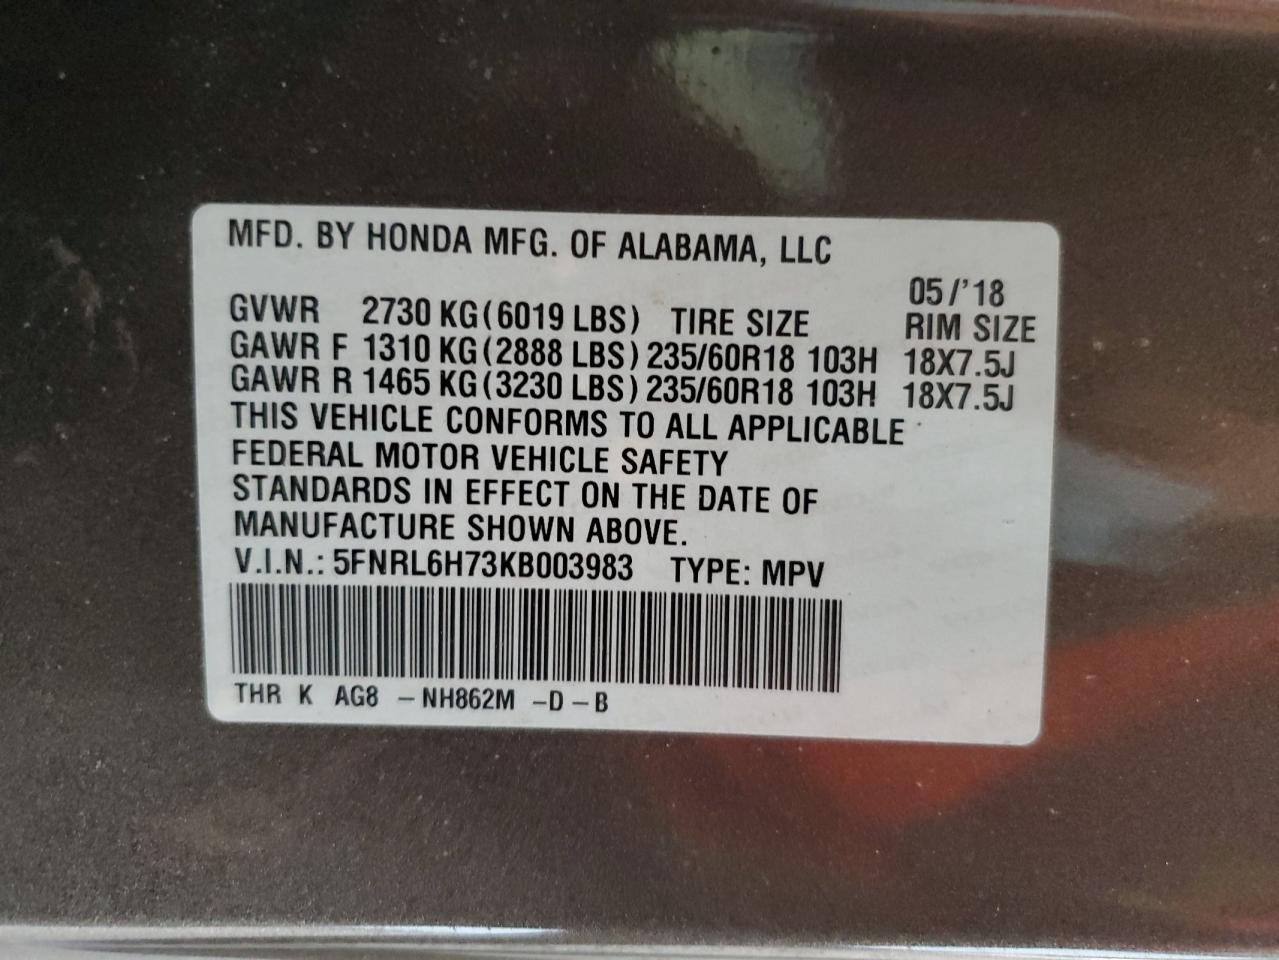 MFD. BY HONDA MFG. OF ALABAMA, LLC
05/'18
GVWR 2730 KG(6019 LBS) TIRE SIZE RIM SIZE
GAWR F 1310 KG(2888 LBS) 235/60R18 103H 18X7.5J
GAWR R 1465 KG(3230 LBS) 235/60R18 103H 18X7.5J
THIS VEHICLE CONFORMS TO ALL APPLICABLE
FEDERAL MOTOR VEHICLE SAFETY
STANDARDS IN EFFECT ON THE DATE OF
MANUFACTURE SHOWN ABOVE.
V.I.N.: 5FNRL6H73KB003983 TYPE: MPV
THR K AG8 -NH862M -D-B